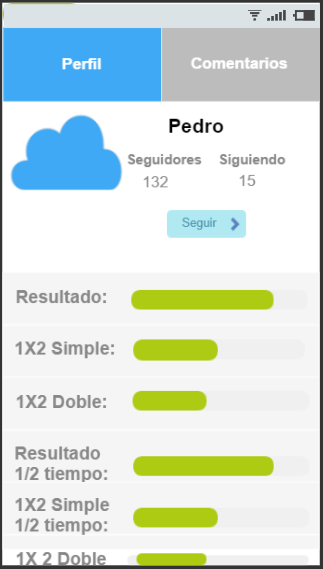 Perfil
Comentarios
Pedro
Seguidores Siguiendo
132 15
Seguir
Resultado:
1X2 Simple:
1X2 Doble:
Resultado
1/2 tiempo:
1X2 Simple
1/2 tiempo:
1X 2 Doble